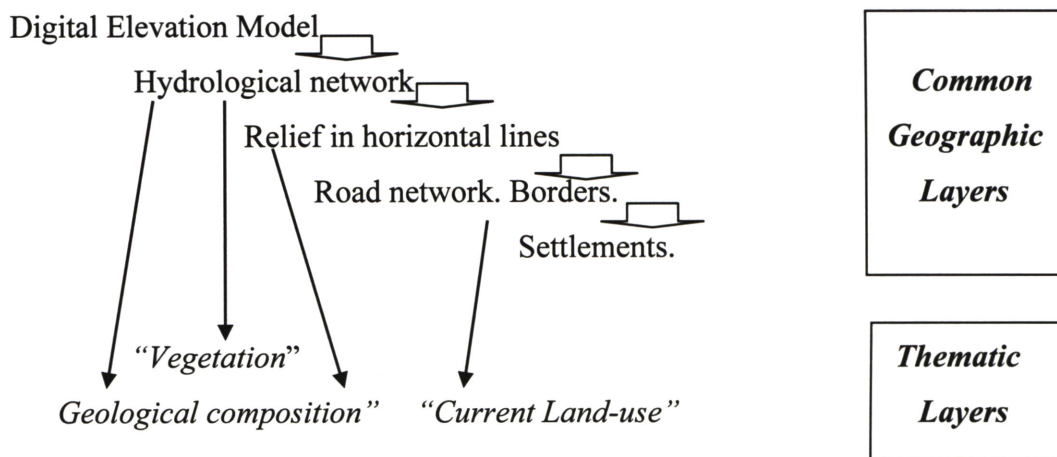 Digital Elevation Model
Hydrological network
Relief in horizontal lines
Road network. Borders.
Settlements.
“Vegetation”
Geological composition”
“Current Land-use”
Common
Geographic
Layers
Thematic
Layers